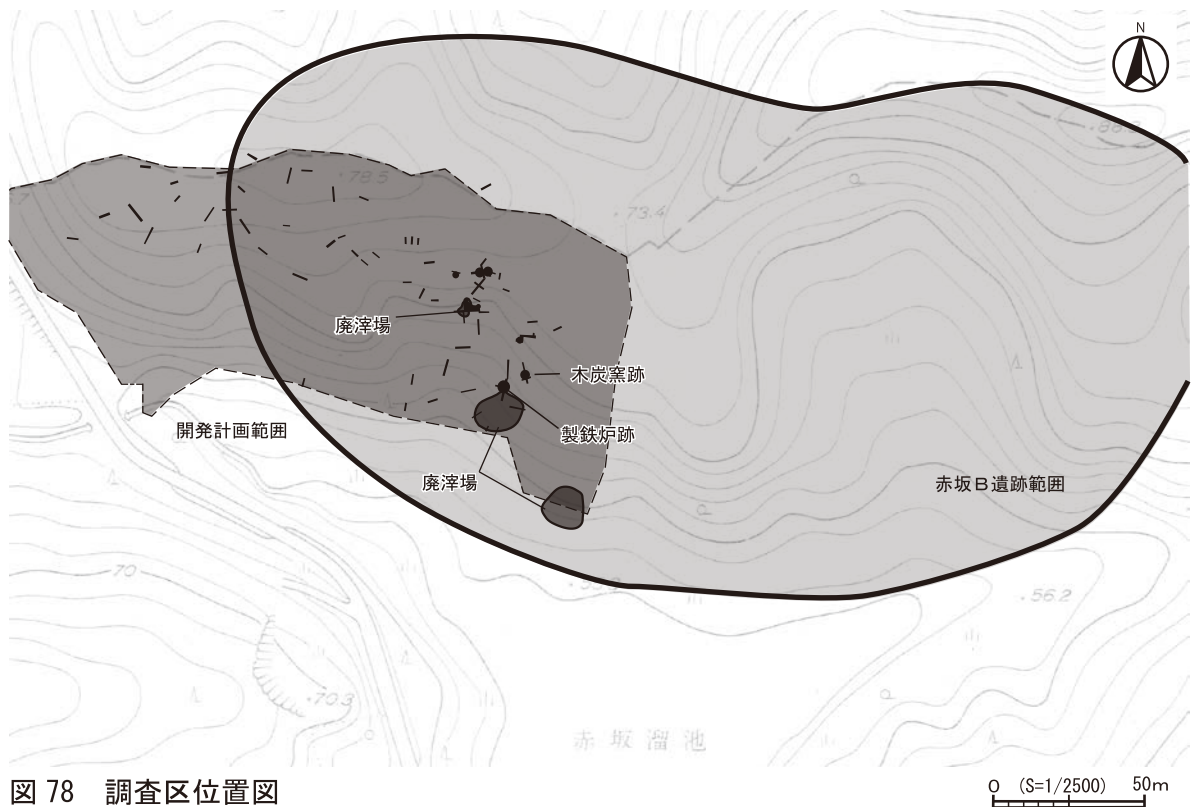 N
88.3
78.5
73.4
廃滓場
木炭窯跡
開発計画範囲
製鉄炉跡
廃滓場
赤坂B遺跡範囲
70
56.2
70.3
赤坂溜池
図 78 調査区位置図
0 (S=1/2500) 50m